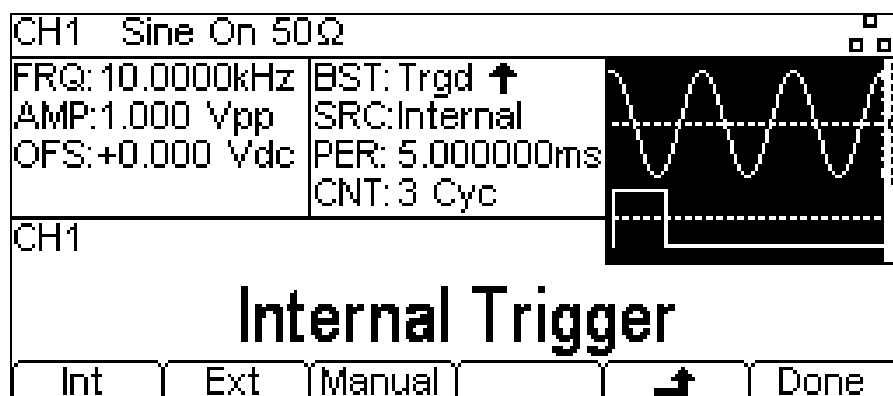 CH1 Sine On 50Ω
FRQ: 10.0000kHz
AMP:1.000 Vpp
OFS:+0.000 Vdc
BST: Trgd ↑
SRC:Internal
PER: 5.000000ms
CNT: 3 Cyc
CH1
Internal Trigger
Int Ext Manual Done